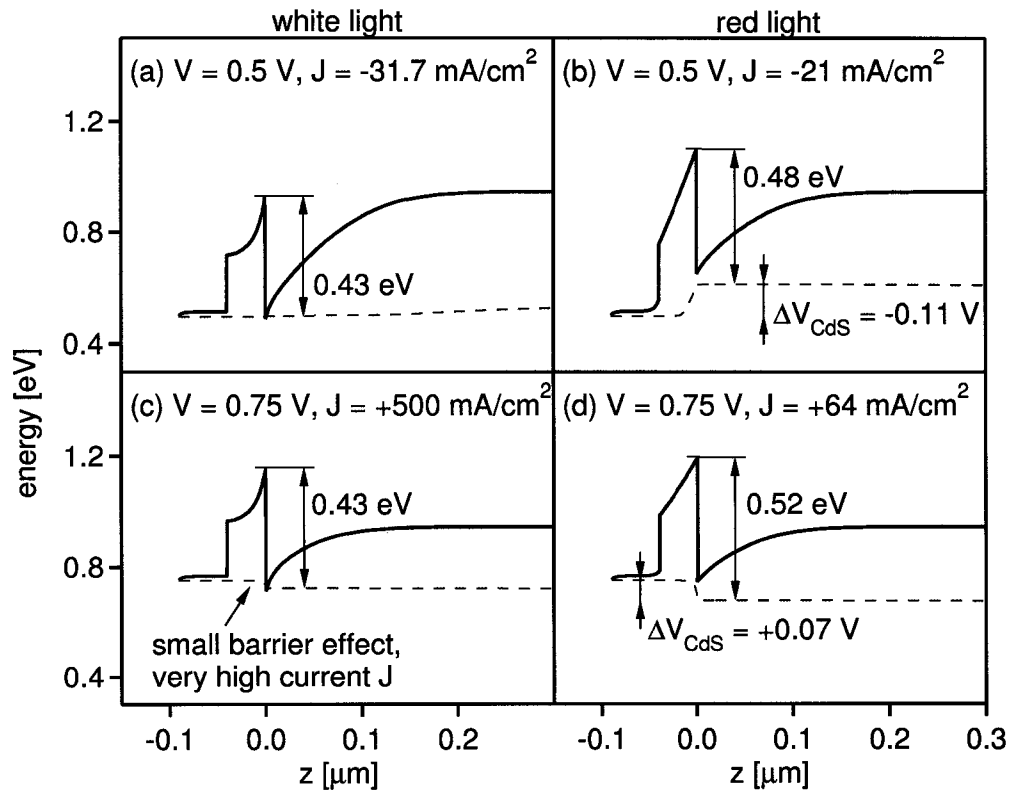 white light
red light
(a) V = 0.5 V, J = -31.7 mA/cm²
(b) V = 0.5 V, J = -21 mA/cm²
1.2
0.8
0.4
0.43 eV
0.48 eV
ΔV_CdS = -0.11 V
energy [eV]
(c) V = 0.75 V, J = +500 mA/cm²
(d) V = 0.75 V, J = +64 mA/cm²
1.2
0.8
0.4
0.43 eV
small barrier effect,
very high current J
0.52 eV
ΔV_CdS = +0.07 V
-0.1 0.0 0.1 0.2
-0.1 0.0 0.1 0.2 0.3
z [μm]
z [μm]